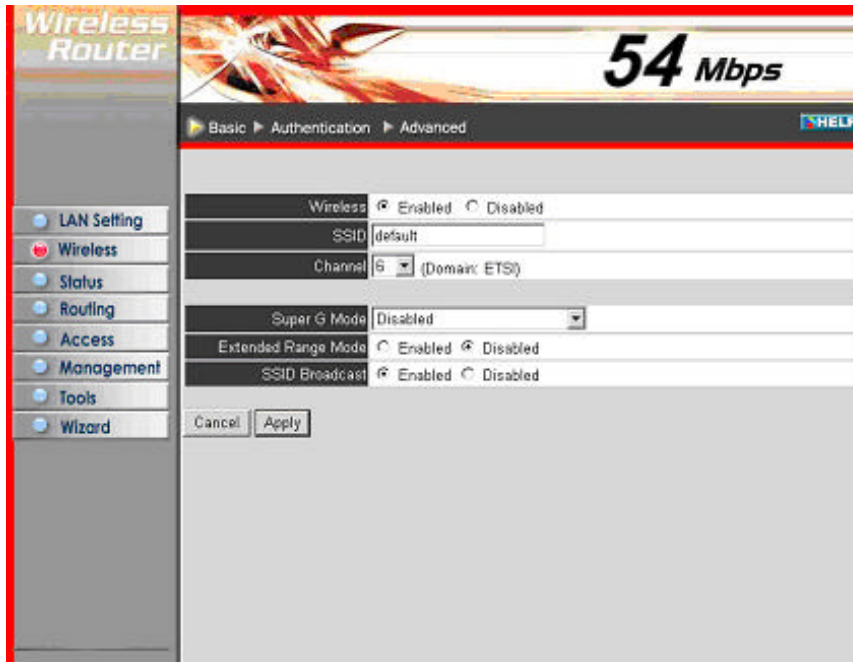 Wireless
Router
54 Mbps
Basic Authentication Advanced
HELP
LAN Setting
Wireless
Status
Routing
Access
Management
Tools
Wizard
Wireless Enabled Disabled
SSID default
Channel 6 (Domain: ETSI)
Super G Mode Disabled
Extended Range Mode Enabled Disabled
SSID Broadcast Enabled Disabled
Cancel Apply